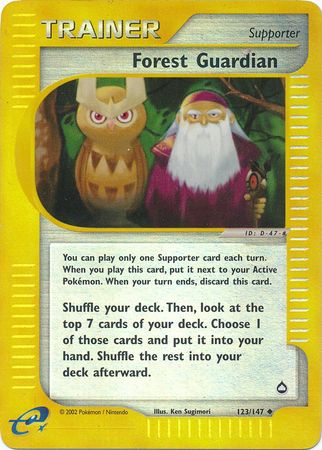 TRAINER
Supporter
Forest Guardian
ID: D-47-#
You can play only one Supporter card each turn.
When you play this card, put it next to your Active
Pokémon. When your turn ends, discard this card.
Shuffle your deck. Then, look at the
top 7 cards of your deck. Choose 1
of those cards and put it into your
hand. Shuffle the rest into your
deck afterward.
e
©2002 Pokémon / Nintendo Illus. Ken Sugimori 123/147 ◆